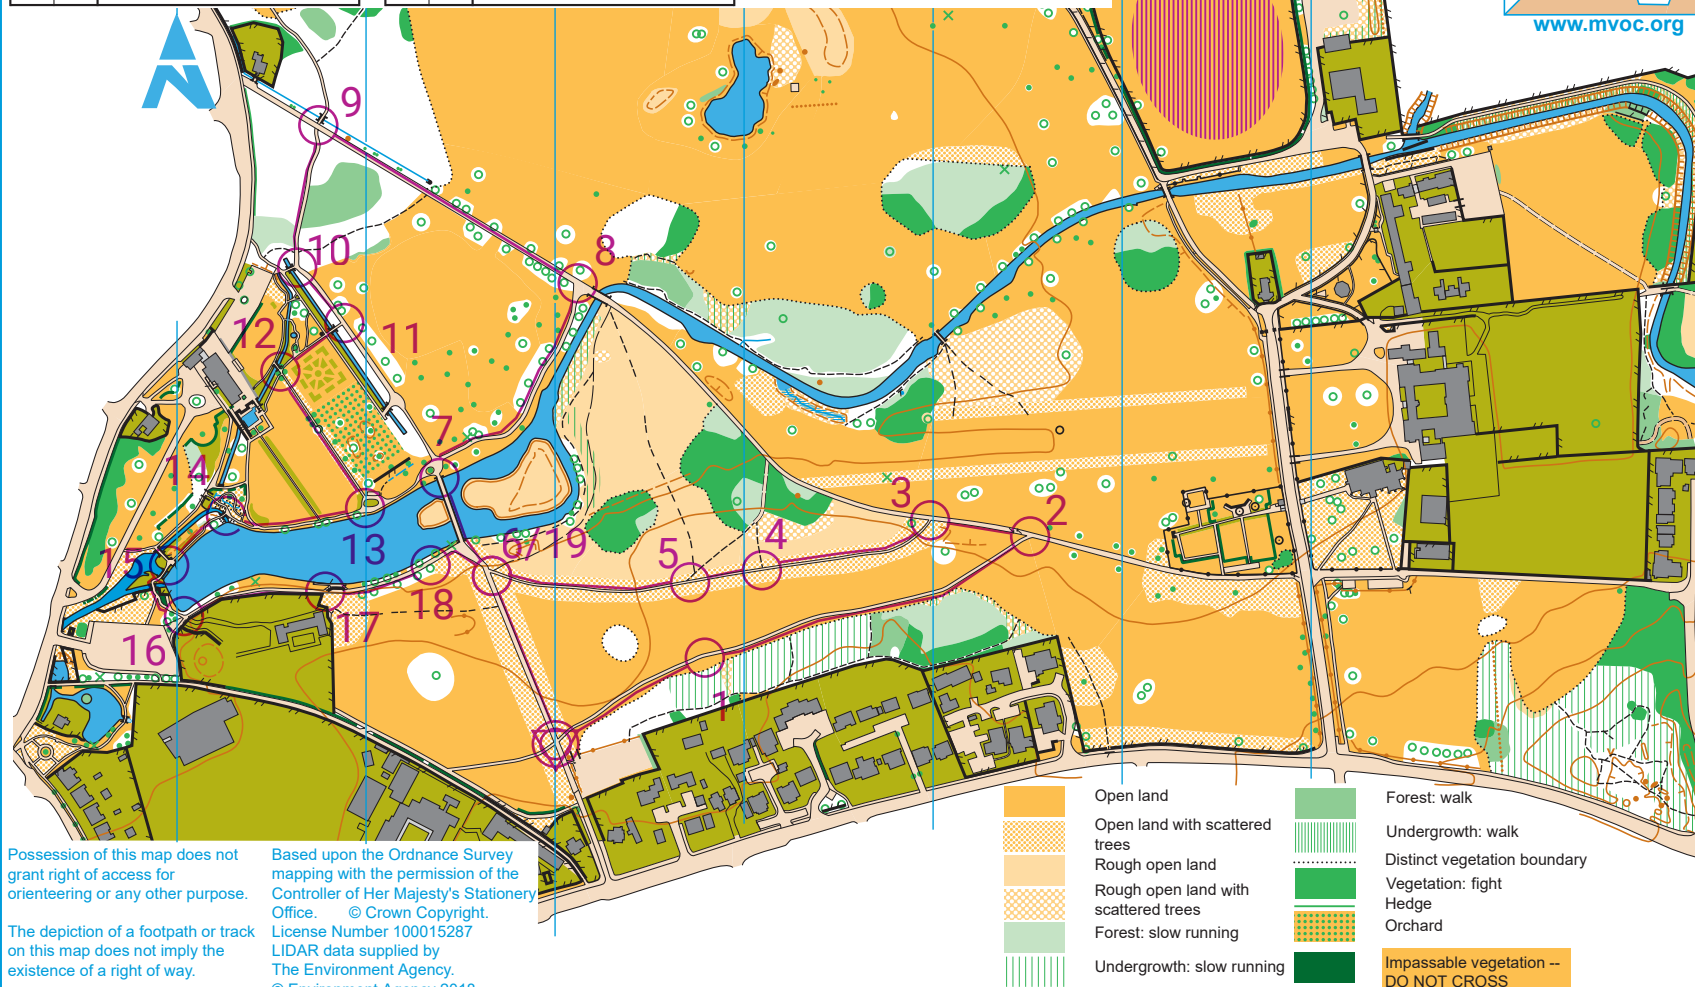 www.mvoc.org
N
9
8
10
11
12
7
14
3
2
6/19
4
13
5
15
18
17
16
1
Open land
Open land with scattered
trees
Rough open land
Rough open land with
scattered trees
Forest: slow running
Undergrowth: slow running
Forest: walk
Undergrowth: walk
Distinct vegetation boundary
Vegetation: fight
Hedge
Orchard
Impassable vegetation --
DO NOT CROSS
Possession of this map does not
grant right of access for
orienteering or any other purpose.
The depiction of a footpath or track
on this map does not imply the
existence of a right of way.
Based upon the Ordnance Survey
mapping with the permission of the
Controller of Her Majesty's Stationery
Office. © Crown Copyright.
License Number 100015287
LIDAR data supplied by
The Environment Agency.
© Environment Agency 2018